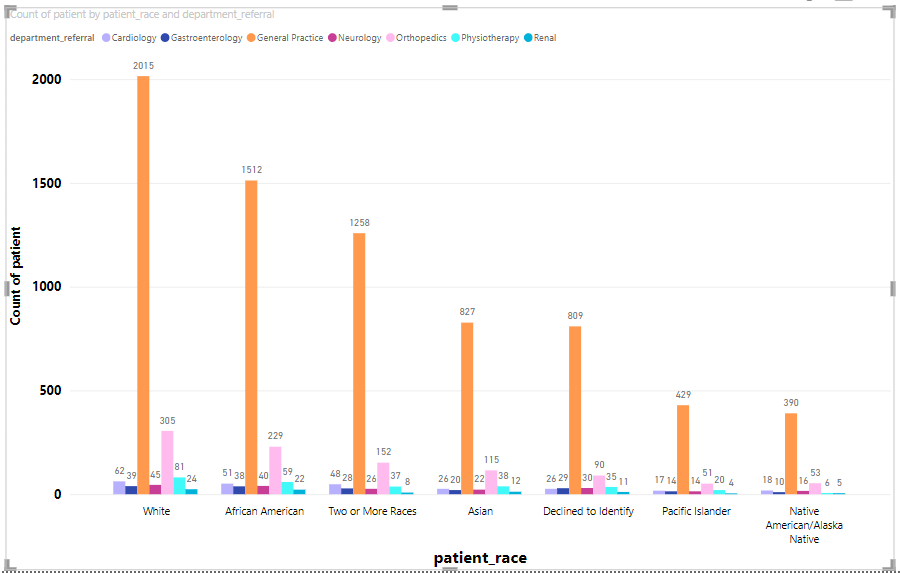 Count of patient by patient_race and department_referral
department_referral Cardiology Gastroenterology General Practice Neurology Orthopedics Physiotherapy Renal
Count of patient
2000
1500
1000
500
0
62 39 2015 45 305 81 24
51 38 1512 40 229 59 22
48 28 1258 26 152 37 8
26 20 827 22 115 38 12
26 29 809 30 90 35 11
17 14 429 14 51 20 4
18 10 390 16 53 6 5
White
African American
Two or More Races
Asian
Declined to Identify
Pacific Islander
Native
American/Alaska
Native
patient_race